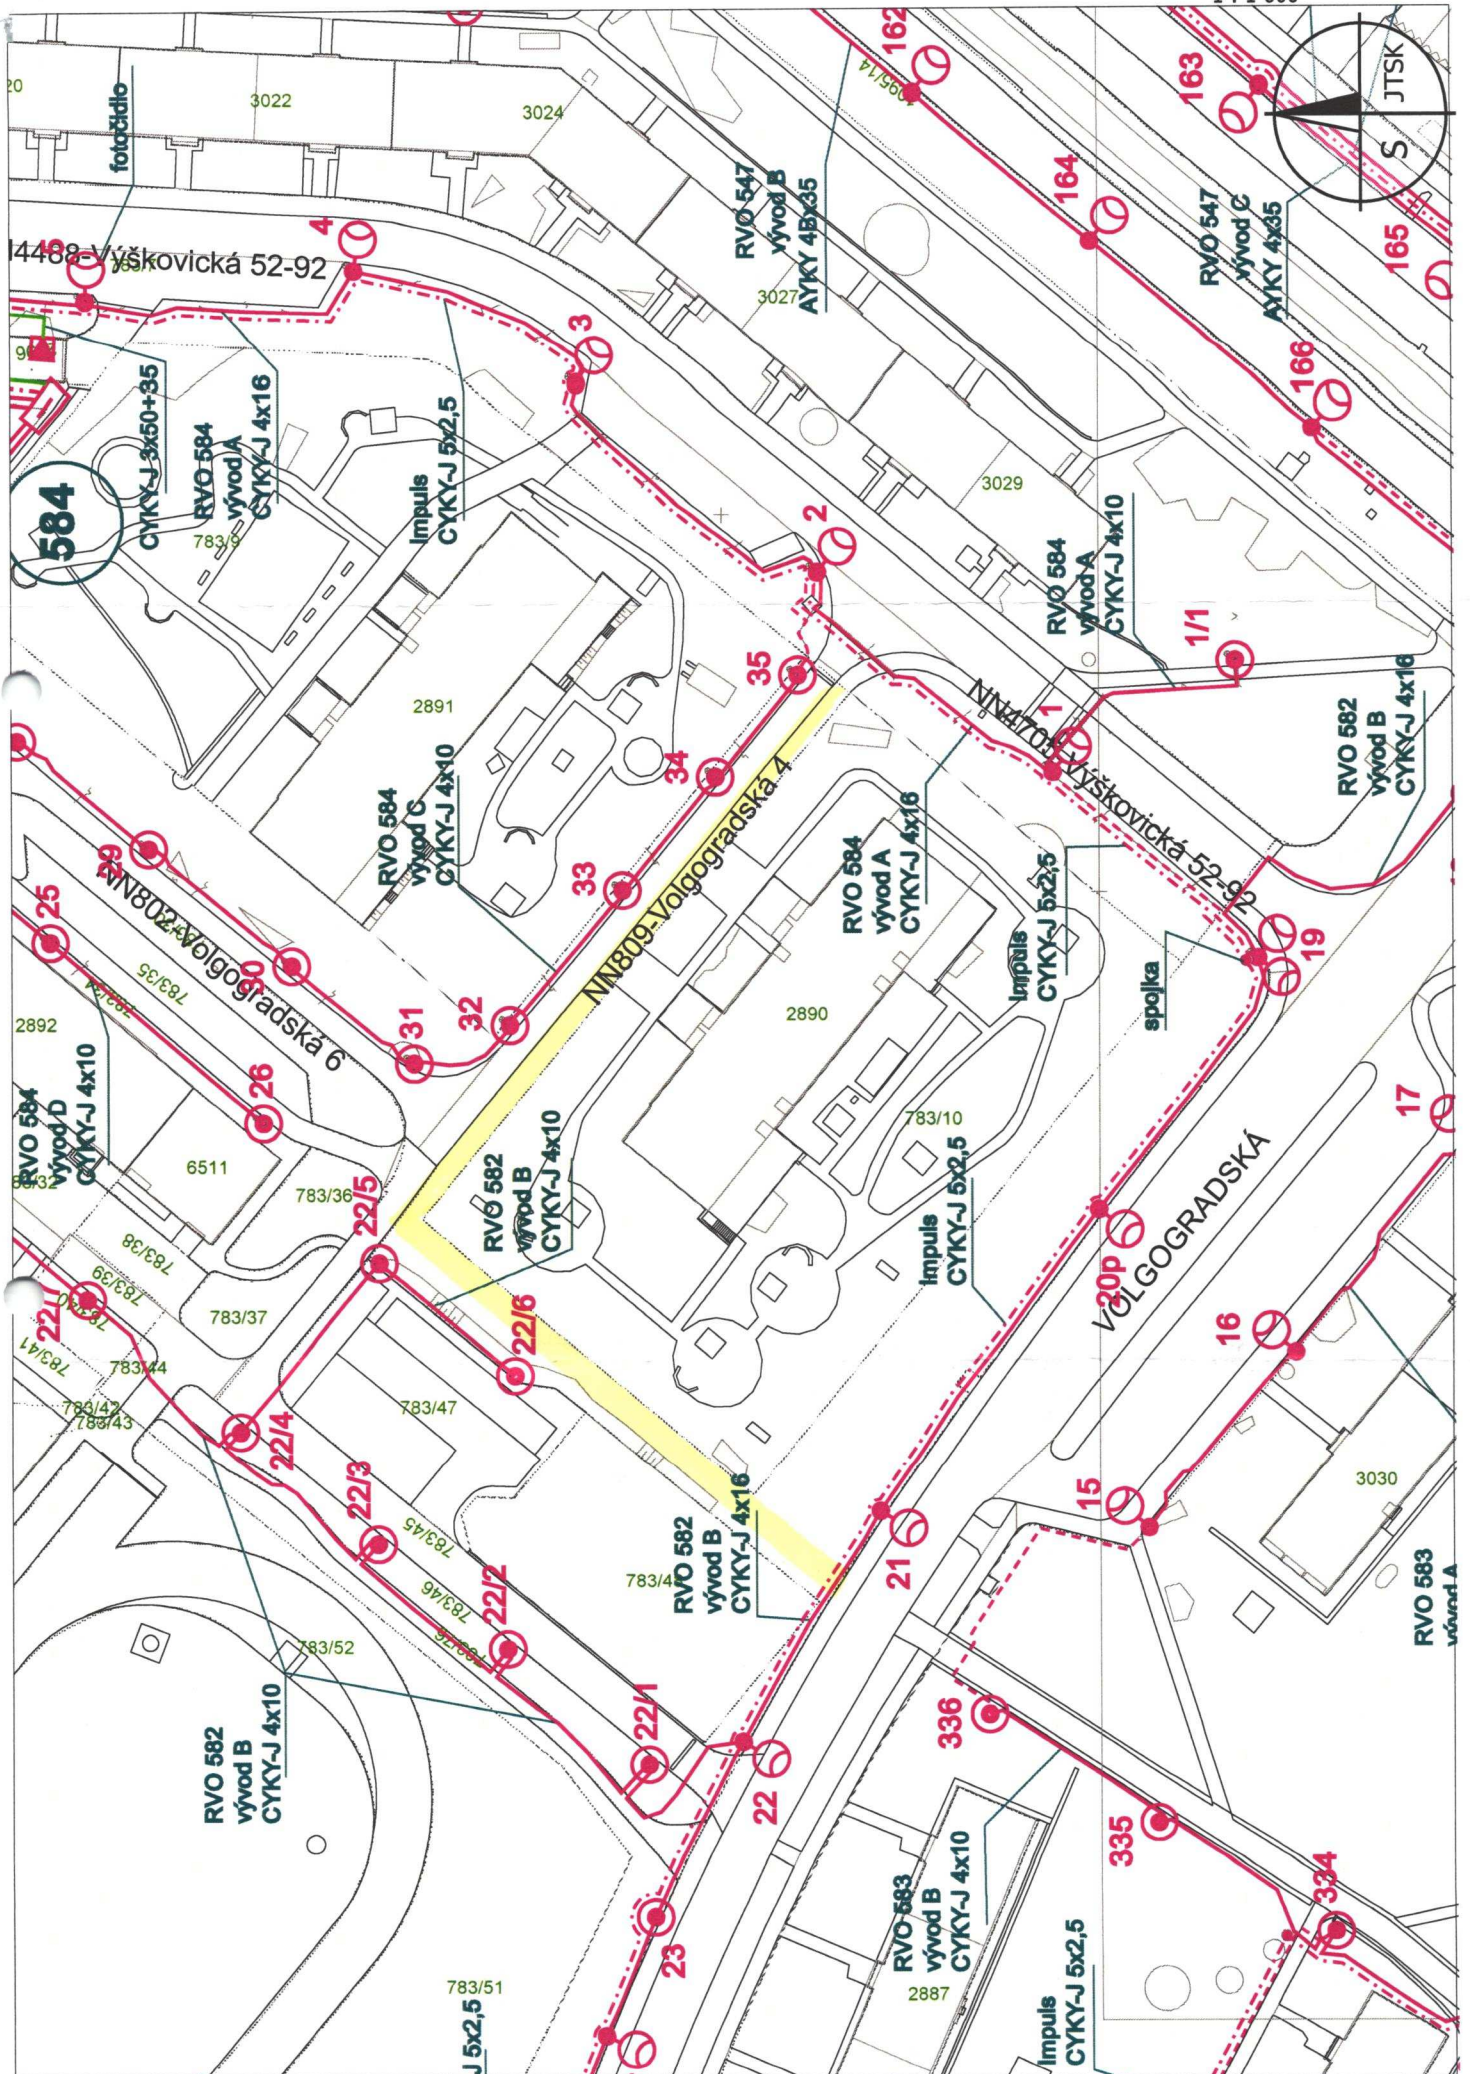 162
163
S JTSK
3022
3024
fotočidlo
164
RVO 547
vývod B
AYKY 4Bx35
RVO 547
vývod C
AYKY 4x35
165
4
5
3027
3
166
584
CYKY-J 3x50+35
RVO 584
vývod A
CYKY-J 4x16
Impuls
CYKY-J 5x2,5
783/9
3029
2
RVO 584
vývod A
CYKY-J 4x10
1/1
35
2891
34
RVO 584
vývod C
CYKY-J 4x10
NN809-Volgogradská 4
1
RVO 582
vývod B
CYKY-J 4x16
29
25
33
RVO 584
vývod A
CYKY-J 4x16
Impuls
CYKY-J 5x2,5
spojka
19
783/35
30
NN802-Volgogradská 6
31
32
2892
2890
26
RVO 584
vývod D
CYKY-J 4x10
6511
783/10
17
783/36
22/5
RVO 582
vývod B
CYKY-J 4x10
Impuls
CYKY-J 5x2,5
783/38
783/39
22/7
783/37
22/6
20p
VOLGOGRADSKÁ
16
783/41
783/44
783/42
783/43
22/4
783/47
22/3
783/45
15
3030
783/46
22/2
RVO 582
vývod B
CYKY-J 4x16
21
RVO 583
vývod A
783/52
RVO 582
vývod B
CYKY-J 4x10
22/1
22
336
335
RVO 583
vývod B
CYKY-J 4x10
334
23
783/51
2887
J 5x2,5
Impuls
CYKY-J 5x2,5